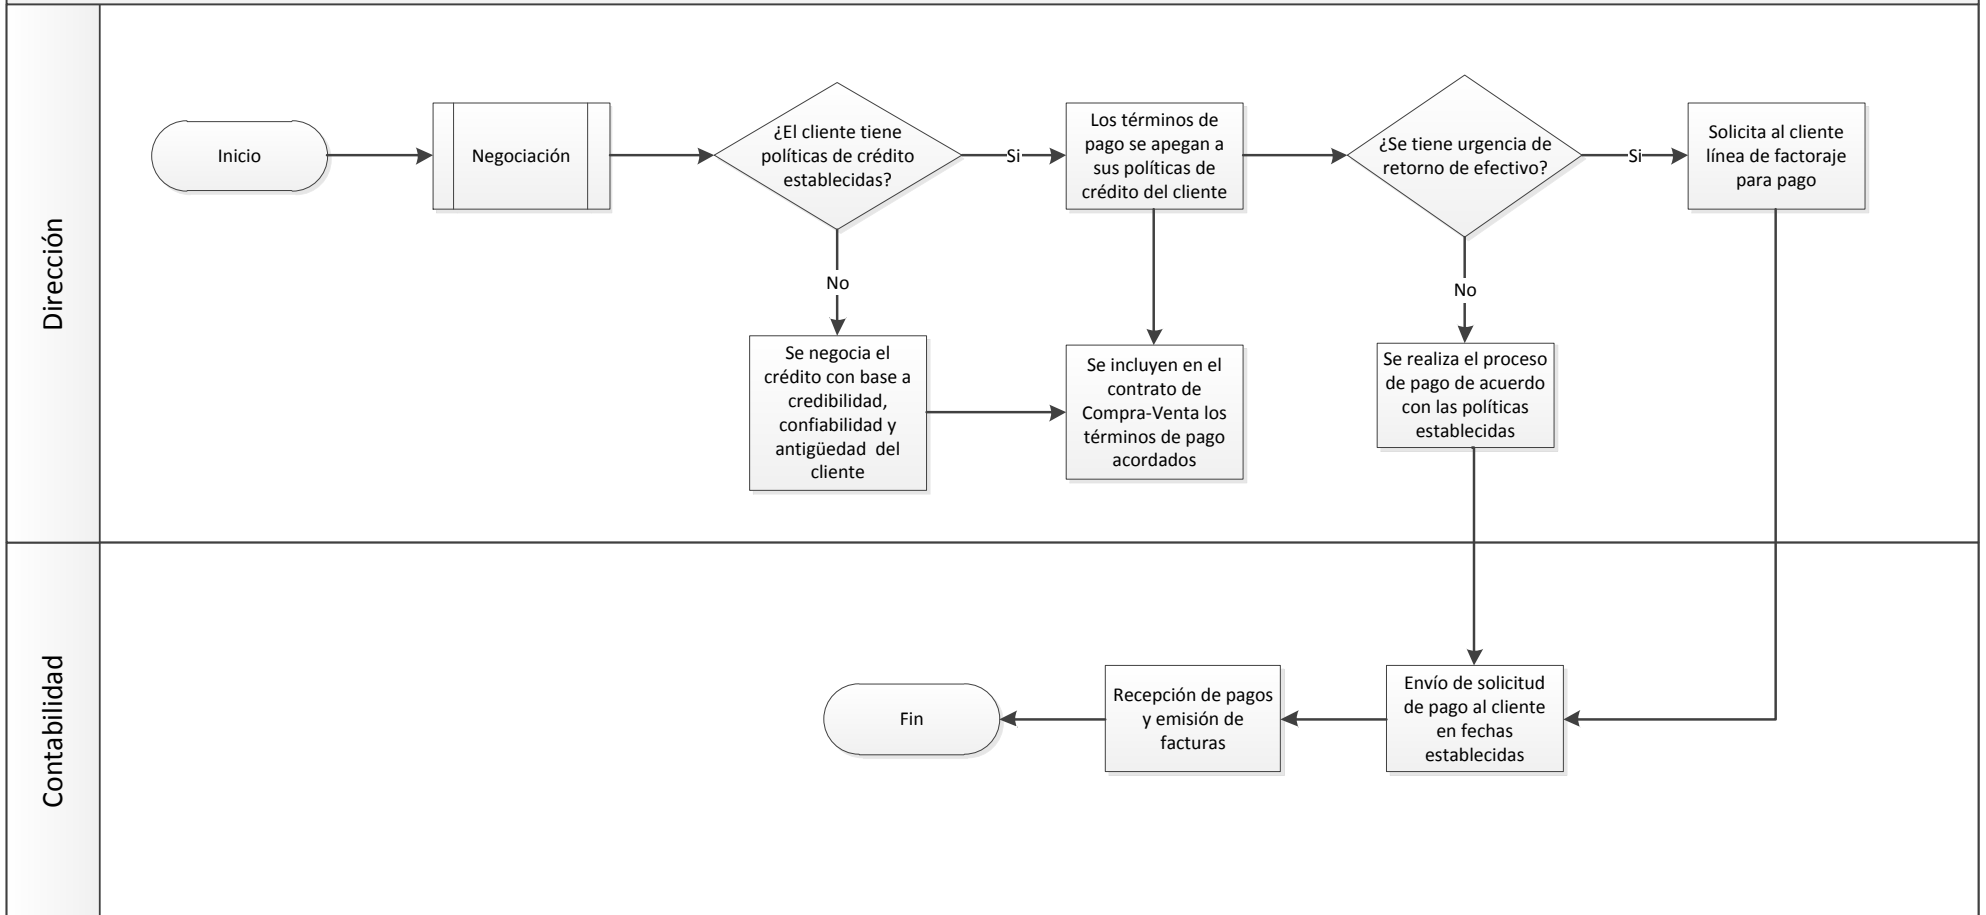 Dirección
Inicio
Negociación
¿El cliente tiene
políticas de crédito
establecidas?
Si
Los términos de
pago se apegan a
sus políticas de
crédito del cliente
¿Se tiene urgencia de
retorno de efectivo?
Si
Solicita al cliente
línea de factoraje
para pago
No
No
Se negocia el
crédito con base a
credibilidad,
confiabilidad y
antigüedad  del
cliente
Se incluyen en el
contrato de
Compra-Venta los
términos de pago
acordados
Se realiza el proceso
de pago de acuerdo
con las políticas
establecidas
Contabilidad
Fin
Recepción de pagos
y emisión de
facturas
Envío de solicitud
de pago al cliente
en fechas
establecidas